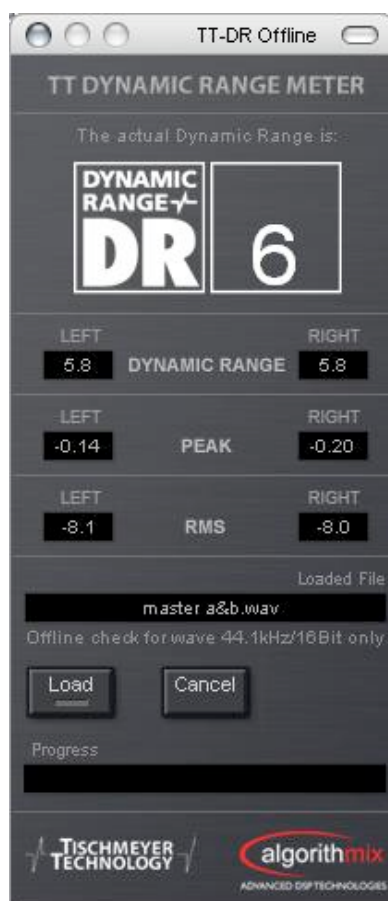 TT-DR Offline
TT DYNAMIC RANGE METER
The actual Dynamic Range is:
DYNAMIC
RANGE
DR 6
LEFT RIGHT
5.8 DYNAMIC RANGE 5.8
LEFT RIGHT
-0.14 PEAK -0.20
LEFT RIGHT
-8.1 RMS -8.0
Loaded File
master a&b.wav
Offline check for wave 44.1kHz/16Bit only
Load Cancel
Progress
TISCHMEYER
TECHNOLOGY
algorithmix
ADVANCED DSP TECHNOLOGIES